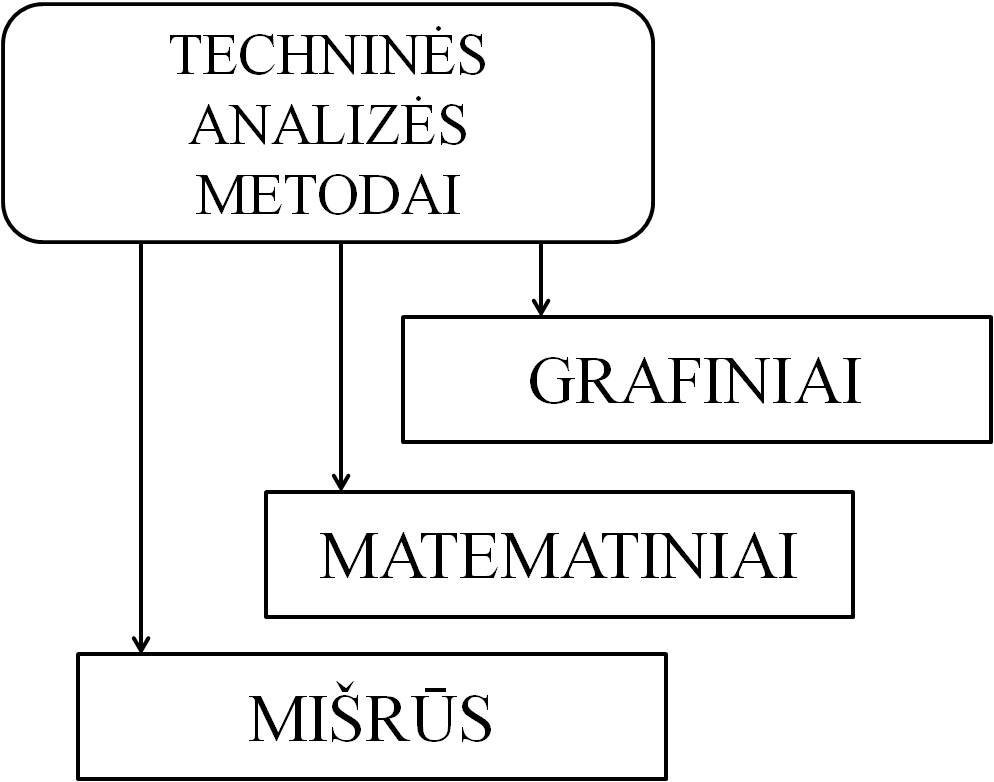 TECHNINĖS
ANALIZĖS
METODAI
GRAFINIAI
MATEMATINIAI
MIŠRŪS